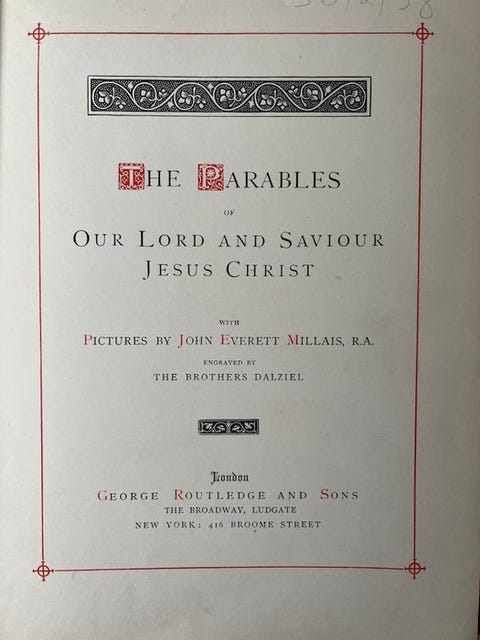 THE PARABLES
OF
OUR LORD AND SAVIOUR
JESUS CHRIST
WITH
PICTURES BY JOHN EVERETT MILLAIS, R.A.
ENGRAVED BY
THE BROTHERS DALZIEL
London
GEORGE ROUTLEDGE AND SONS
THE BROADWAY, LUDGATE
NEW YORK: 416 BROOME STREET